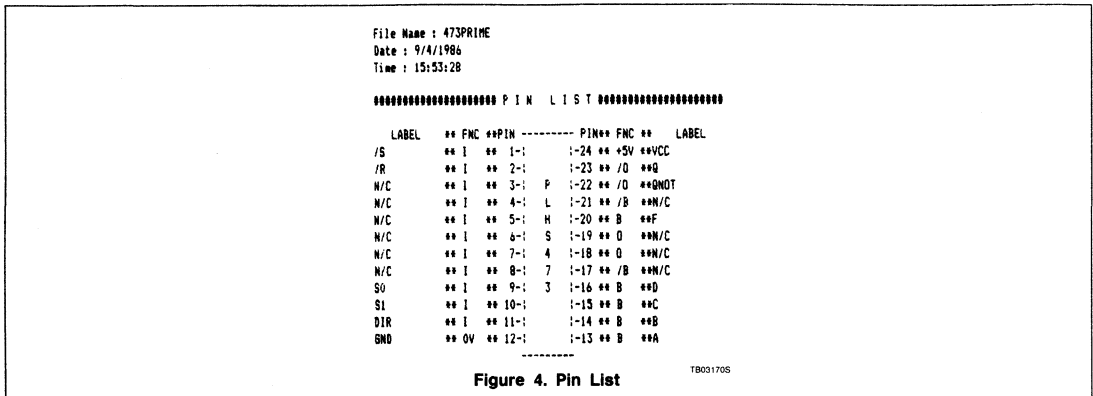 File Name : 473PRIME
Date : 9/4/1986
Time : 15:53:28
###################### P I N   L I S T ######################
LABEL ** FNC **PIN --------- PIN** FNC ** LABEL
/S ** I ** 1-| |-24 ** +5V **VCC
/R ** I ** 2-| |-23 ** /O **Q
N/C ** I ** 3-| P |-22 ** /O **QNOT
N/C ** I ** 4-| L |-21 ** /B **N/C
N/C ** I ** 5-| H |-20 ** B **F
N/C ** I ** 6-| S |-19 ** O **N/C
N/C ** I ** 7-| 4 |-18 ** O **N/C
N/C ** I ** 8-| 7 |-17 ** /B **N/C
S0 ** I ** 9-| 3 |-16 ** B **D
S1 ** I ** 10-| |-15 ** B **C
DIR ** I ** 11-| |-14 ** B **B
GND ** 0V ** 12-| |-13 ** B **A
---------
TB03170S
Figure 4. Pin List